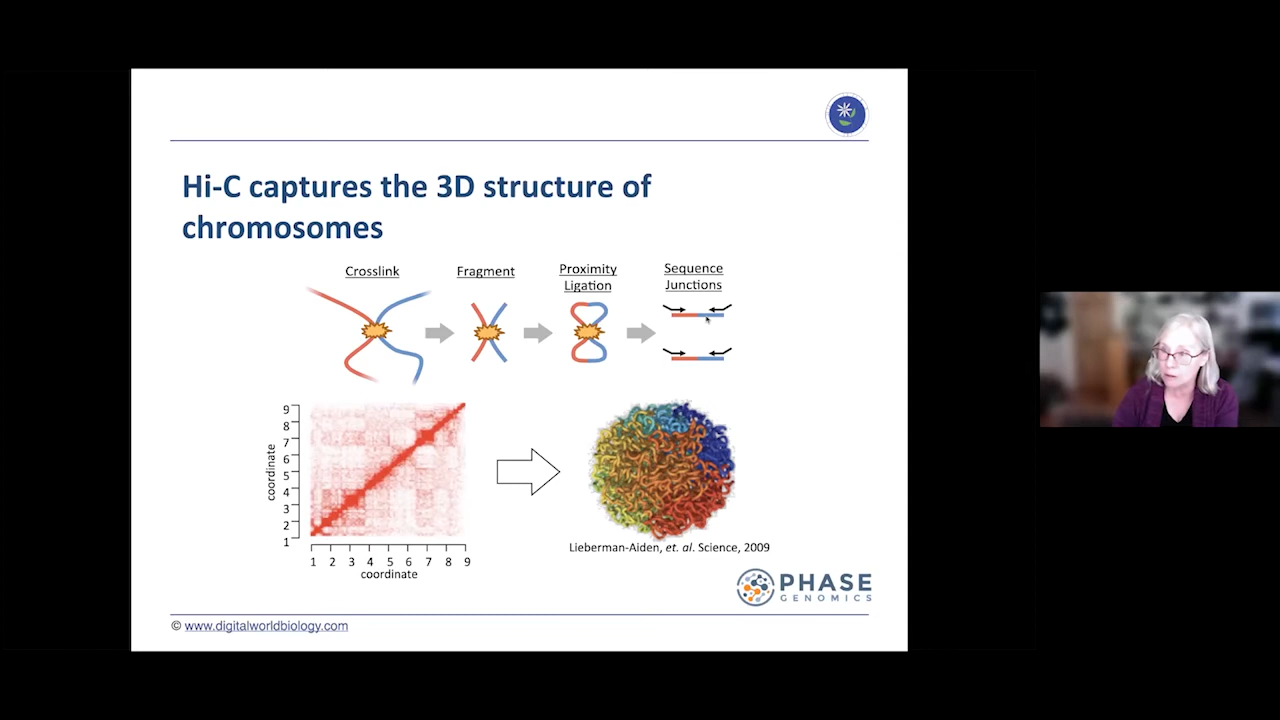 Hi-C captures the 3D structure of
chromosomes
Crosslink
Fragment
Proximity
Ligation
Sequence
Junctions
9
8
7
6
5
4
3
2
1
coordinate
1 2 3 4 5 6 7 8 9
coordinate
Lieberman-Aiden, et. al. Science, 2009
PHASE
GENOMICS
© www.digitalworldbiology.com